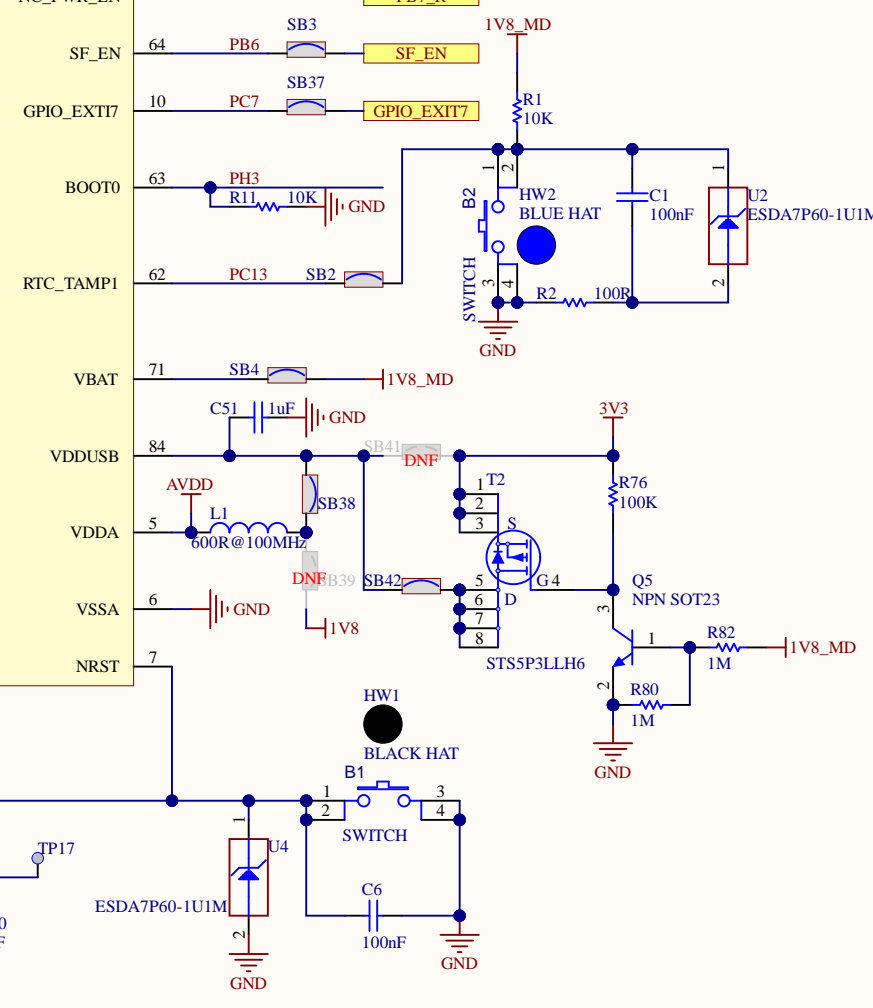 SF_EN 64 PB6 SB3 SF_EN
GPIO_EXTI7 10 PC7 SB37 GPIO_EXIT7
BOOT0 63 PH3
R11 10K GND
RTC_TAMP1 62 PC13 SB2
1V8_MD
R1
10K
1 2
B2
HW2
BLUE HAT
SWITCH
3 4
GND
R2 100R
C1
100nF
1
U2
ESDA7P60-1U1M
2
VBAT 71 SB4 1V8_MD
C51 1uF GND
VDDUSB 84
SB41
DNF
3V3
R76
100K
AVDD
L1
600R@100MHz
VDDA 5
SB38
DNF SB39
1V8
SB42
T2
1
2
3
S
5
6
7
8
D
G 4
STS5P3LLH6
Q5
NPN SOT23
3
1
2
R82
1M
1V8_MD
R80
1M
GND
VSSA 6 GND
NRST 7
HW1
BLACK HAT
B1
1
2
3
4
SWITCH
TP17
1
U4
ESDA7P60-1U1M
2
GND
C6
100nF
GND